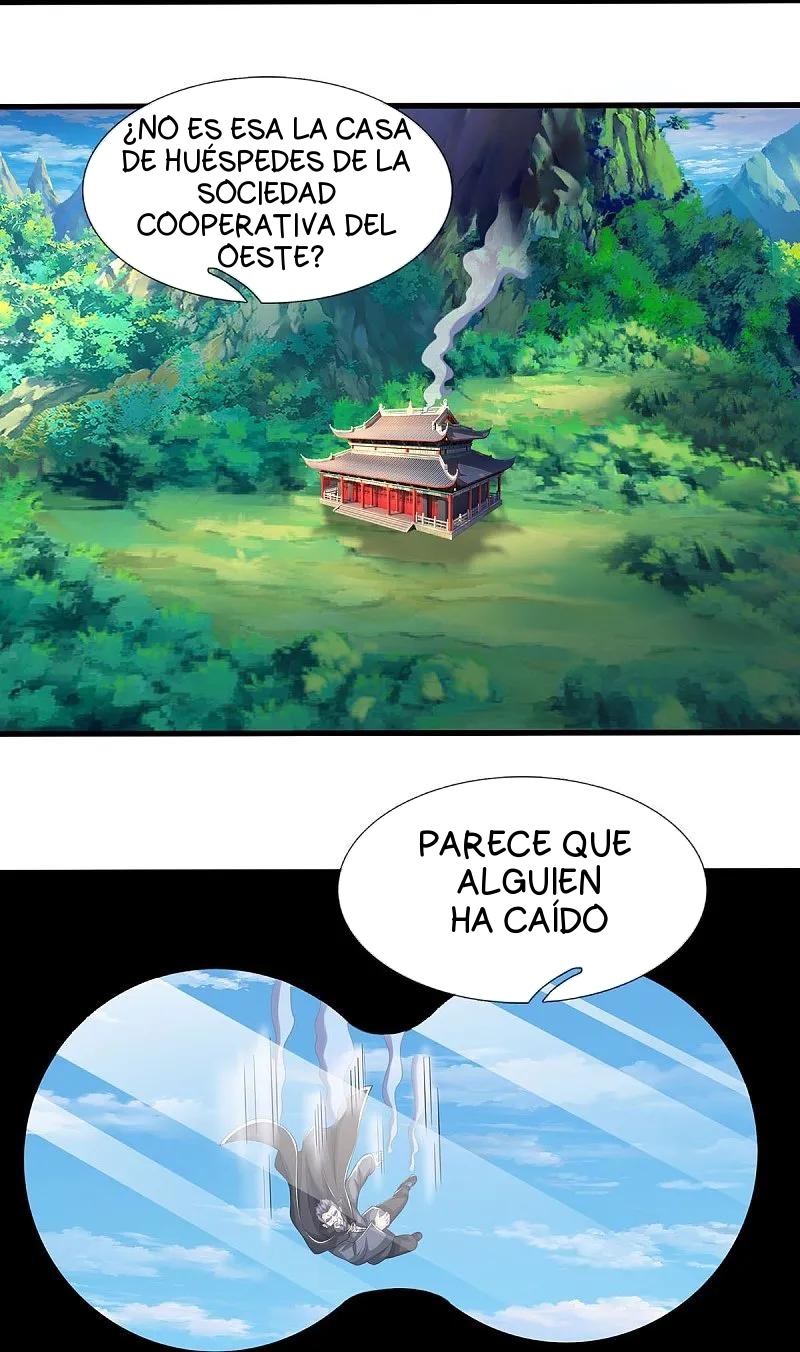 ¿NO ES ESA LA CASA
DE HUÉSPEDES DE LA
SOCIEDAD
COOPERATIVA DEL
OESTE?
PARECE QUE
ALGUIEN
HA CAÍDO